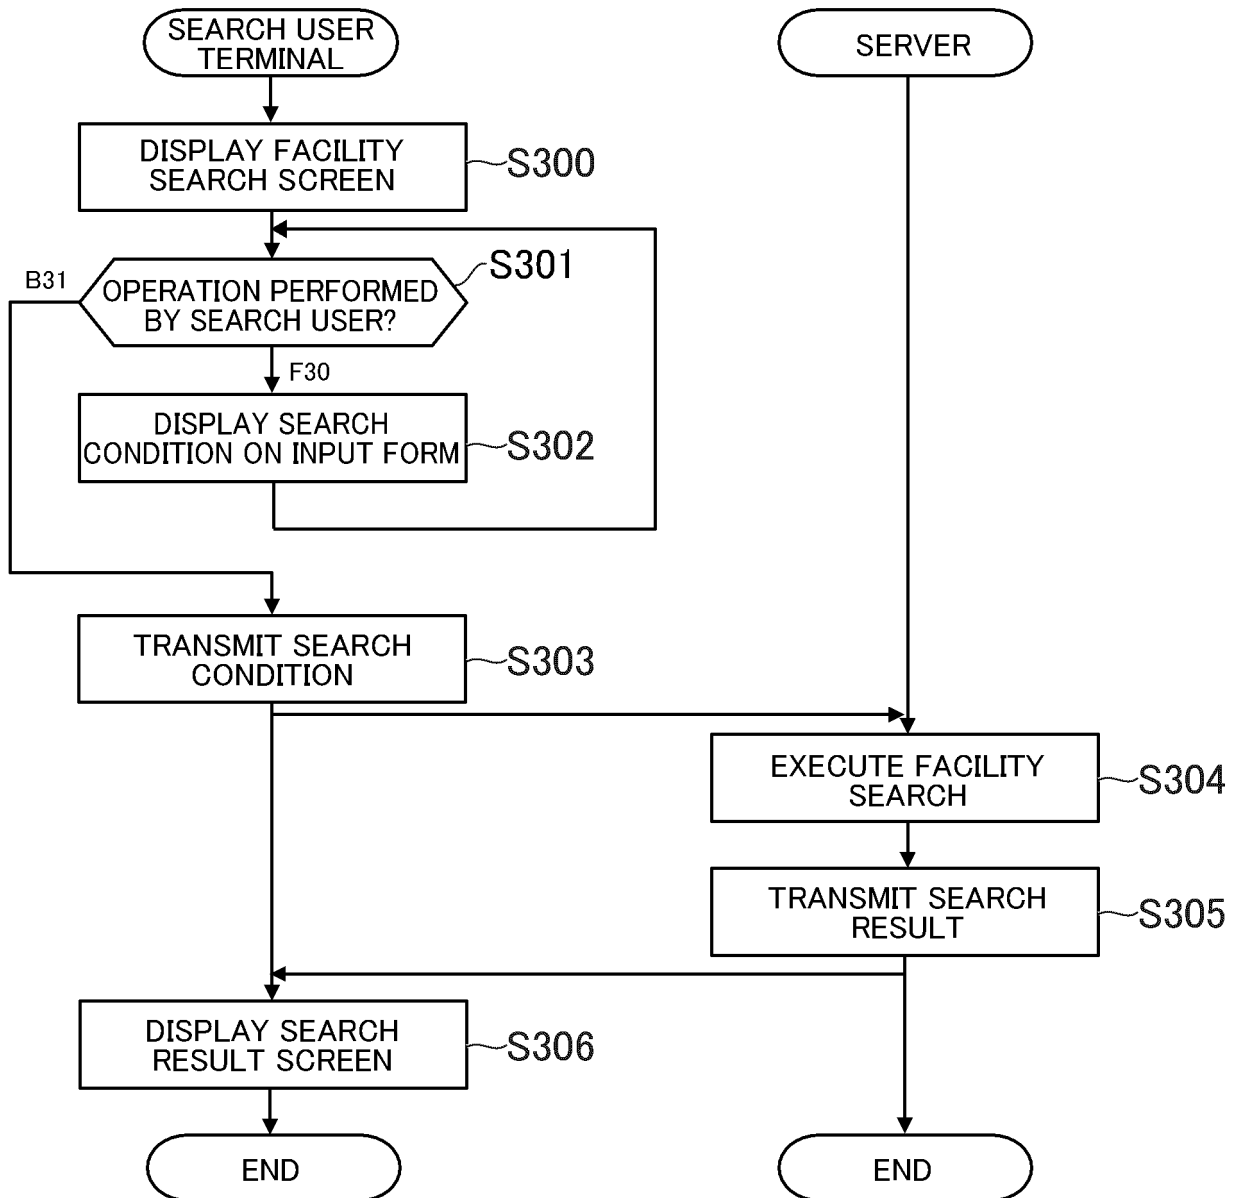 SEARCH USER
TERMINAL
SERVER
DISPLAY FACILITY
SEARCH SCREEN
S300
B31
OPERATION PERFORMED
BY SEARCH USER?
S301
F30
DISPLAY SEARCH
CONDITION ON INPUT FORM
S302
TRANSMIT SEARCH
CONDITION
S303
EXECUTE FACILITY
SEARCH
S304
TRANSMIT SEARCH
RESULT
S305
DISPLAY SEARCH
RESULT SCREEN
S306
END
END